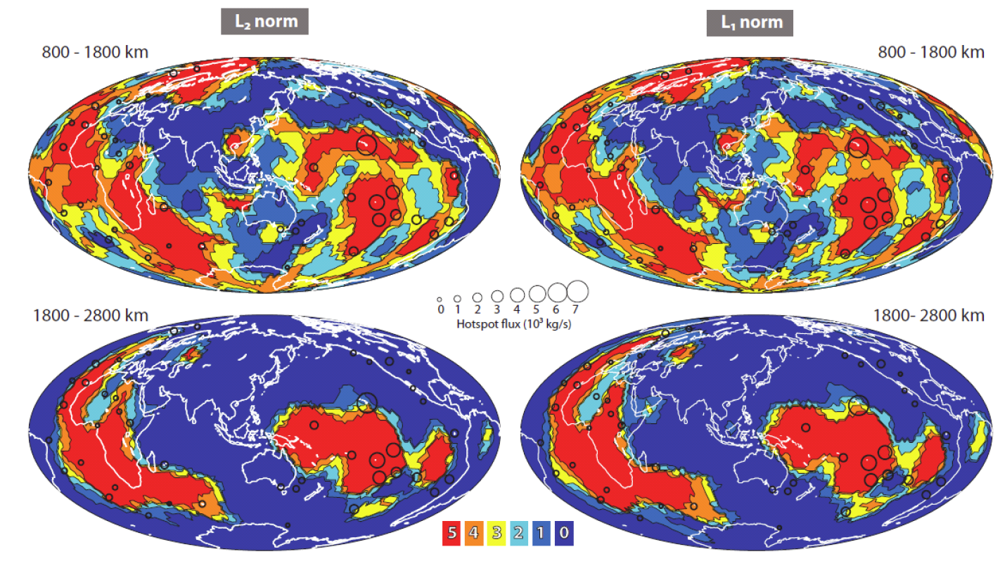 L₂ norm
L₁ norm
800 - 1800 km
800 - 1800 km
0 1 2 3 4 5 6 7
Hotspot flux (10³ kg/s)
1800 - 2800 km
1800- 2800 km
5 4 3 2 1 0